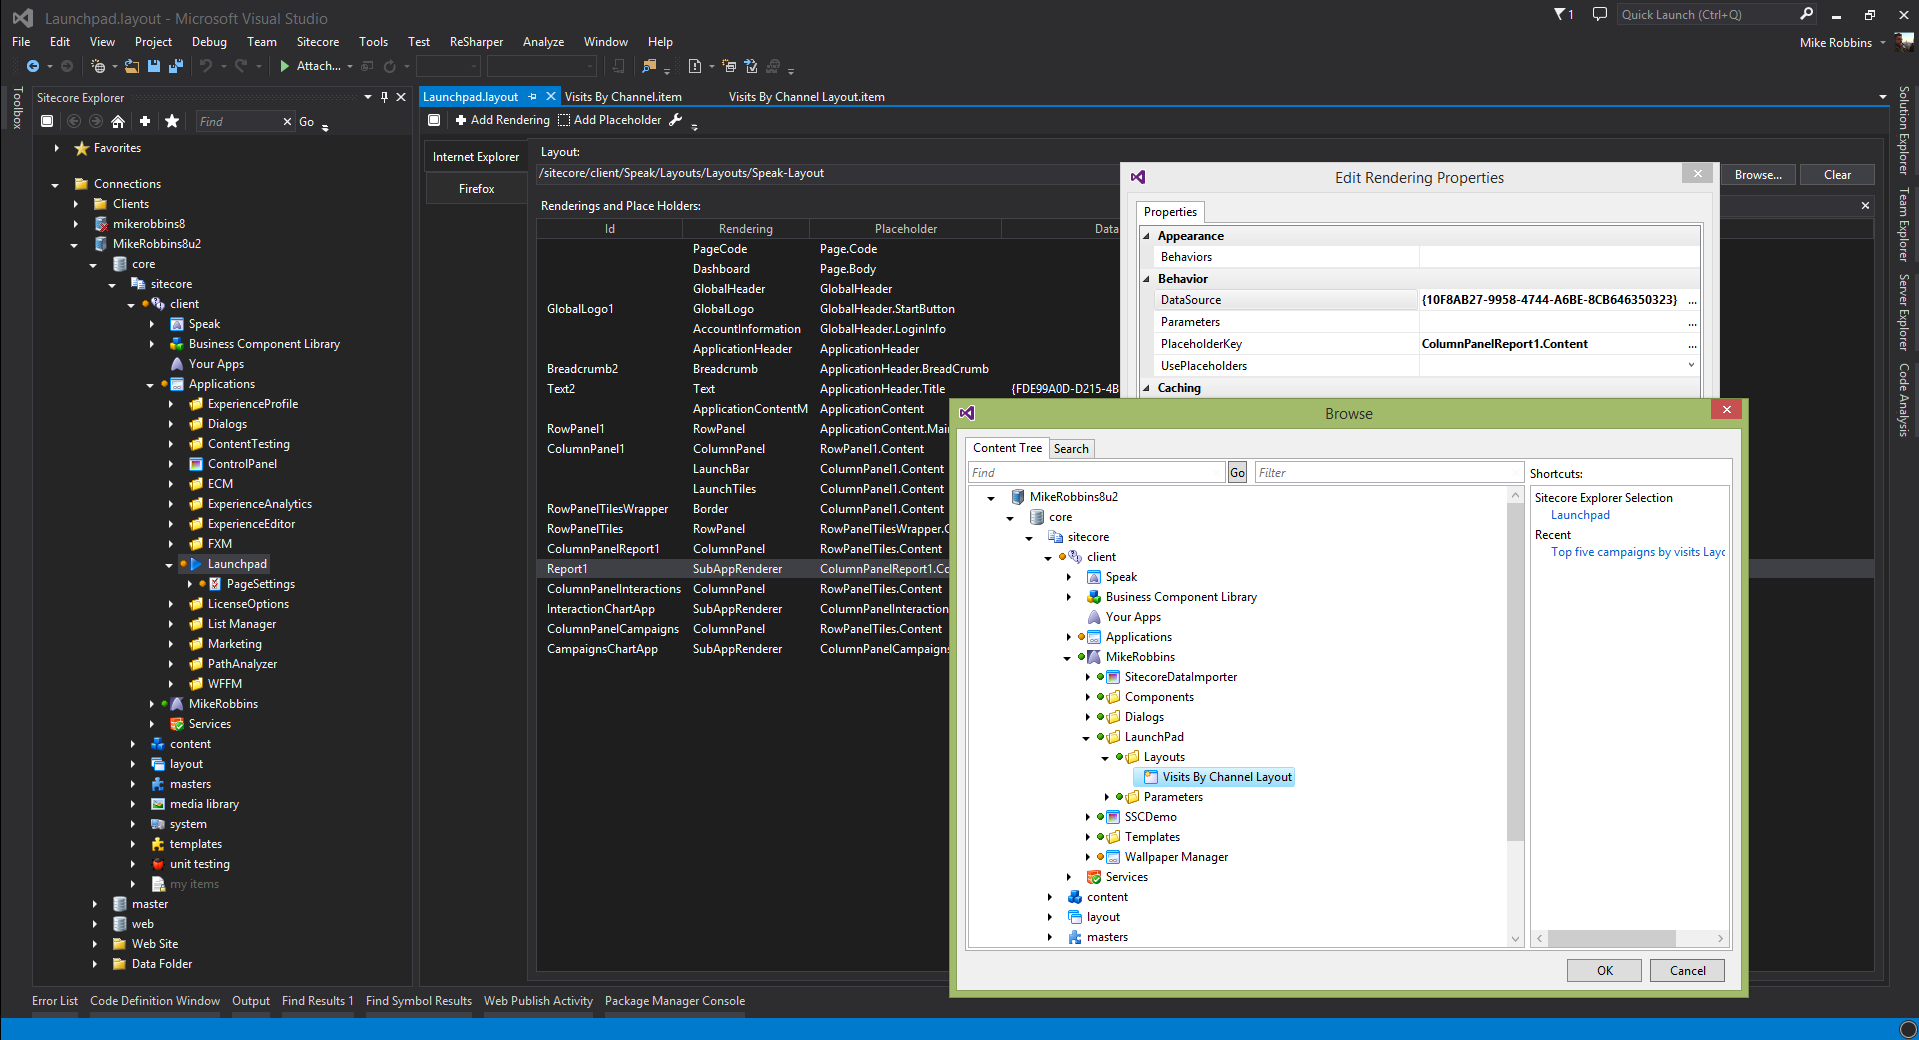 Launchpad.layout - Microsoft Visual Studio
1
Quick Launch (Ctrl+Q)
File Edit View Project Debug Team Sitecore Tools Test ReSharper Analyze Window Help
Mike Robbins
Attach...
Toolbox
Sitecore Explorer
Find
Go
Favorites
Connections
Clients
mikerobbins8
MikeRobbins8u2
core
sitecore
client
Speak
Business Component Library
Your Apps
Applications
ExperienceProfile
Dialogs
ContentTesting
ControlPanel
ECM
ExperienceAnalytics
ExperienceEditor
FXM
Launchpad
PageSettings
LicenseOptions
List Manager
Marketing
PathAnalyzer
WFFM
MikeRobbins
Services
content
layout
masters
media library
system
templates
unit testing
my items
master
web
Web Site
Data Folder
Launchpad.layout Visits By Channel.item Visits By Channel Layout.item
Add Rendering Add Placeholder
Internet Explorer
Firefox
Layout:
/sitecore/client/Speak/Layouts/Layouts/Speak-Layout
Browse... Clear
Renderings and Place Holders:
Id Rendering Placeholder Data
PageCode Page.Code
Dashboard Page.Body
GlobalHeader GlobalHeader
GlobalLogo1 GlobalLogo GlobalHeader.StartButton
AccountInformation GlobalHeader.LoginInfo
ApplicationHeader ApplicationHeader
Breadcrumb2 Breadcrumb ApplicationHeader.BreadCrumb
Text2 Text ApplicationHeader.Title {FDE99A0D-D215-4B
ApplicationContentM ApplicationContent
RowPanel1 RowPanel ApplicationContent.Mai
ColumnPanel1 ColumnPanel RowPanel1.Content
LaunchBar ColumnPanel1.Content
LaunchTiles ColumnPanel1.Content
RowPanelTilesWrapper Border ColumnPanel1.Content
RowPanelTiles RowPanel RowPanelTilesWrapper.C
ColumnPanelReport1 ColumnPanel RowPanelTiles.Content
Report1 SubAppRenderer ColumnPanelReport1.Co
ColumnPanelInteractions ColumnPanel RowPanelTiles.Content
InteractionChartApp SubAppRenderer ColumnPanelInteraction
ColumnPanelCampaigns ColumnPanel RowPanelTiles.Content
CampaignsChartApp SubAppRenderer ColumnPanelCampaigns
Edit Rendering Properties
Properties
Appearance
Behaviors
Behavior
DataSource {10F8AB27-9958-4744-A6BE-8CB646350323} ...
Parameters ...
PlaceholderKey ColumnPanelReport1.Content ...
UsePlaceholders
Caching
Browse
Content Tree Search
Find
Go
Filter
MikeRobbins8u2
core
sitecore
client
Speak
Business Component Library
Your Apps
Applications
MikeRobbins
SitecoreDataImporter
Components
Dialogs
LaunchPad
Layouts
Visits By Channel Layout
Parameters
SSCDemo
Templates
Wallpaper Manager
Services
content
layout
masters
Shortcuts:
Sitecore Explorer Selection
Launchpad
Recent
Top five campaigns by visits Layo
OK Cancel
Solution Explorer
Team Explorer
Server Explorer
Code Analysis
Error List Code Definition Window Output Find Results 1 Find Symbol Results Web Publish Activity Package Manager Console